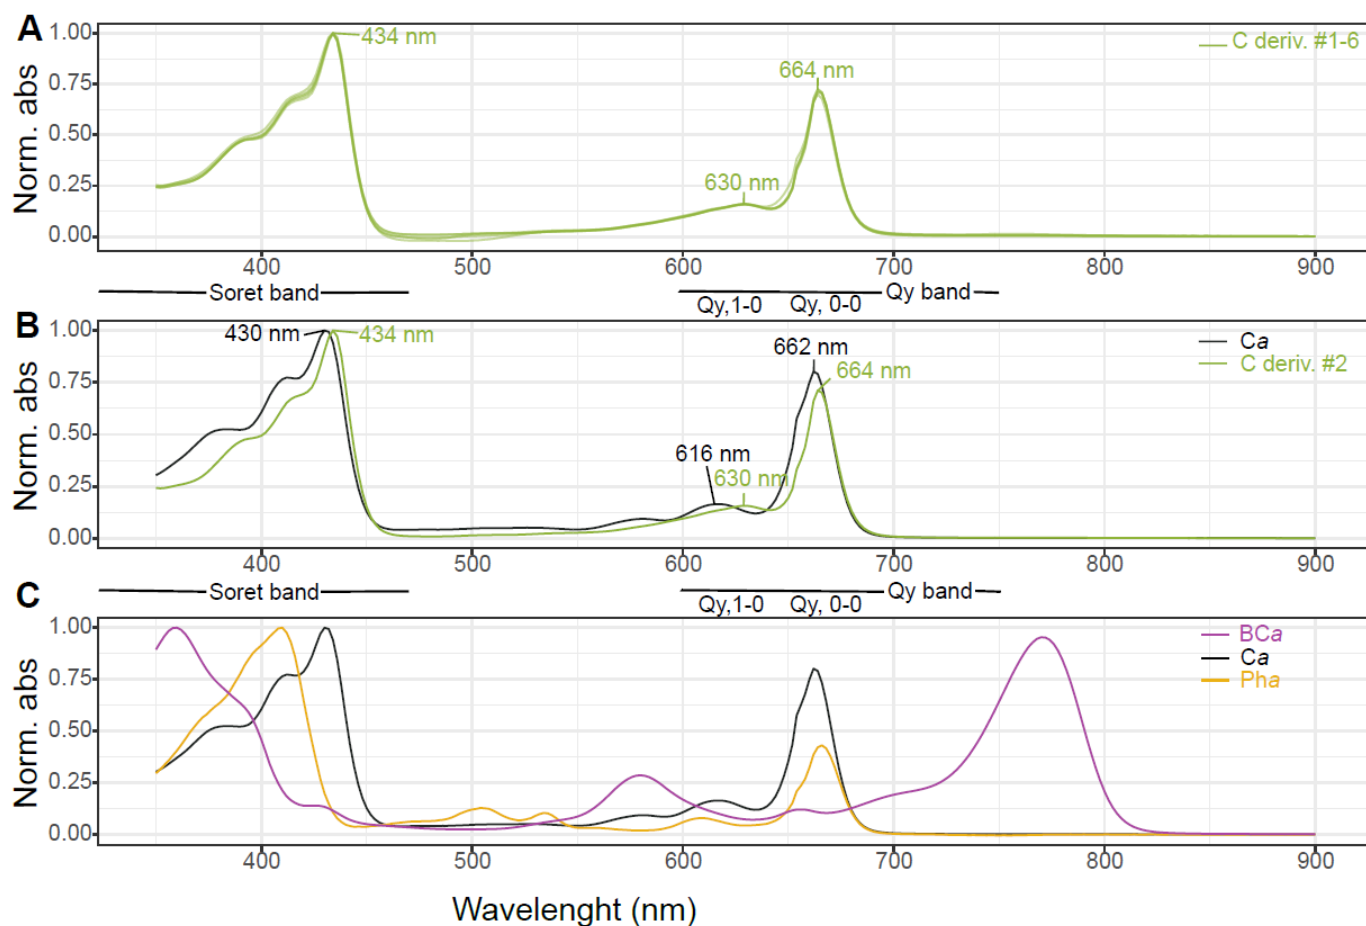 A
Norm. abs
1.00
0.75
0.50
0.25
0.00
434 nm
630 nm
664 nm
C deriv. #1-6
400 500 600 700 800 900
Soret band
Qy band
Qy,1-0 Qy, 0-0
B
Norm. abs
1.00
0.75
0.50
0.25
0.00
430 nm
434 nm
616 nm
630 nm
662 nm
664 nm
Ca
C deriv. #2
400 500 600 700 800 900
Soret band
Qy band
Qy,1-0 Qy, 0-0
C
Norm. abs
1.00
0.75
0.50
0.25
0.00
BCa
Ca
Pha
400 500 600 700 800 900
Wavelenght (nm)